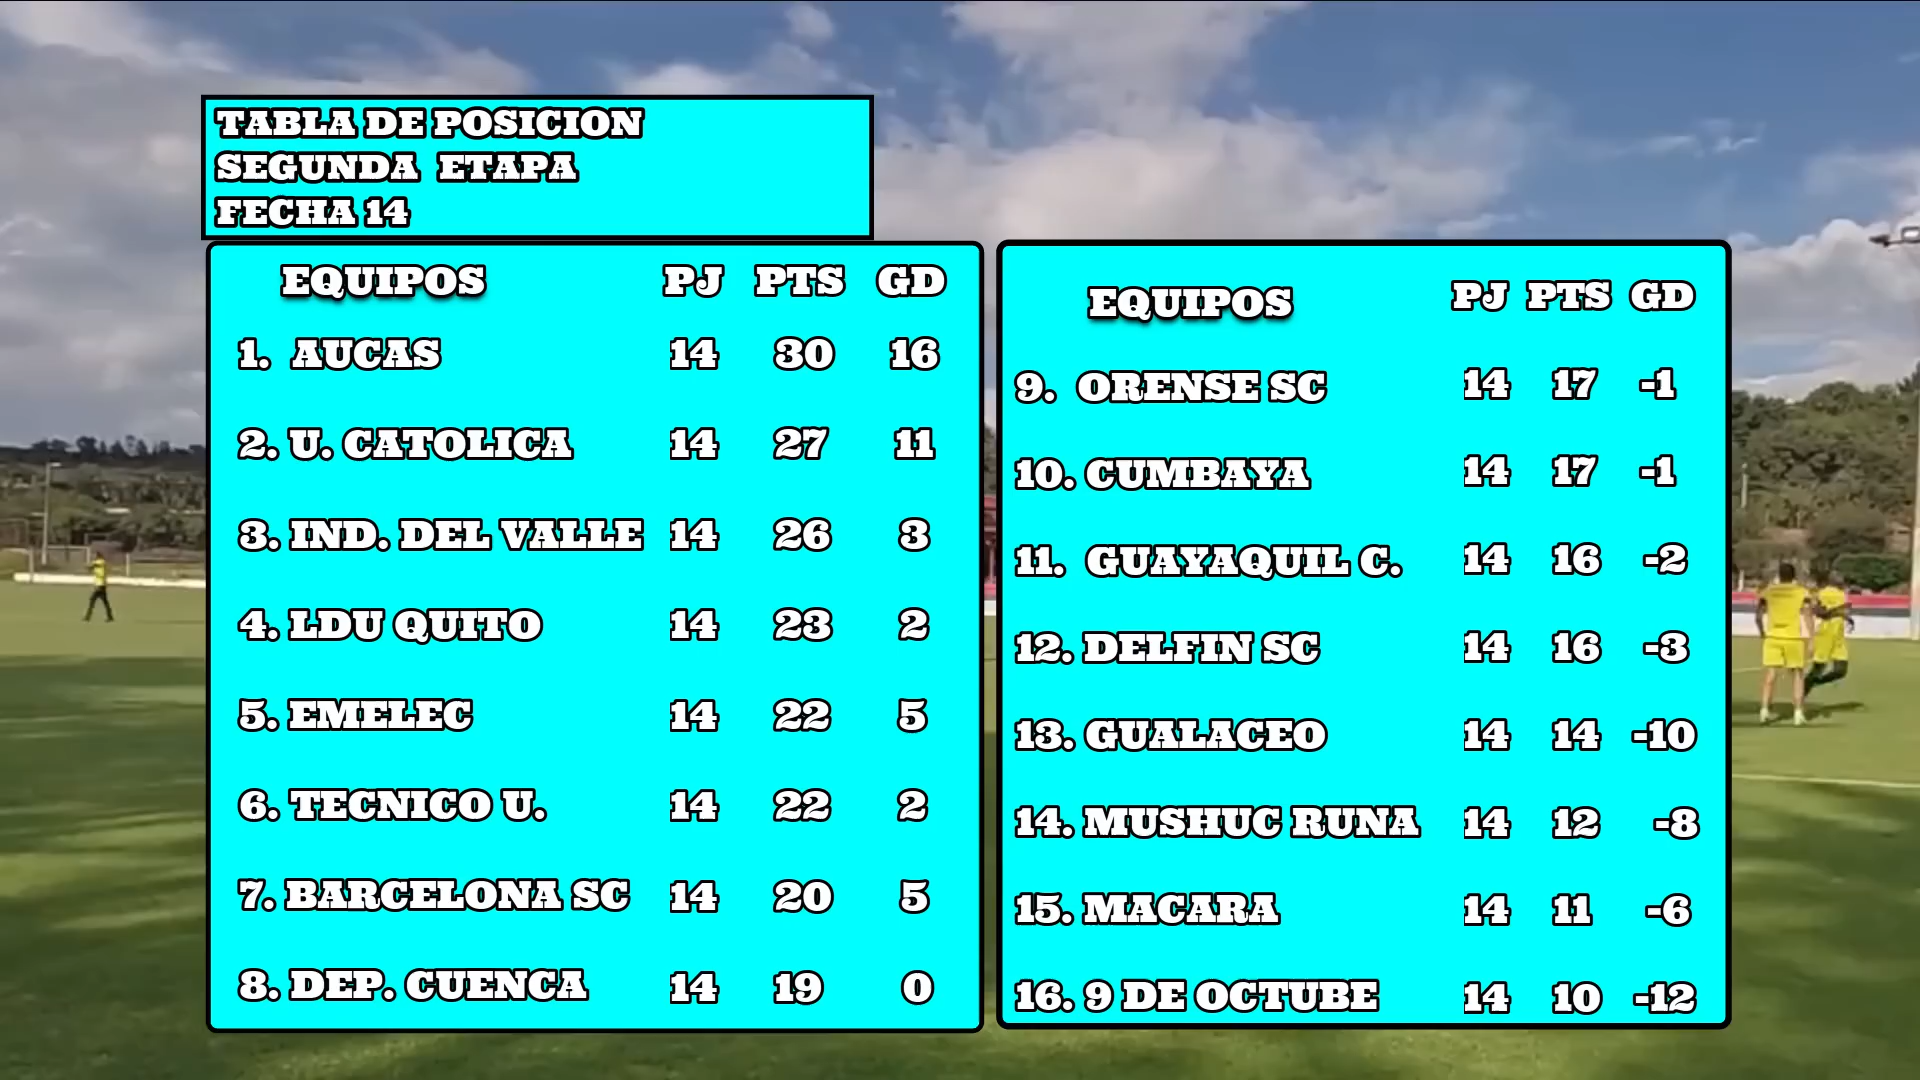 TABLA DE POSICION
SEGUNDA ETAPA
FECHA 14
EQUIPOS PJ PTS GD
1. AUCAS 14 30 16
2. U. CATOLICA 14 27 11
3. IND. DEL VALLE 14 26 3
4. LDU QUITO 14 23 2
5. EMELEC 14 22 5
6. TECNICO U. 14 22 2
7. BARCELONA SC 14 20 5
8. DEP. CUENCA 14 19 0
EQUIPOS PJ PTS GD
9. ORENSE SC 14 17 -1
10. CUMBAYA 14 17 -1
11. GUAYAQUIL C. 14 16 -2
12. DELFIN SC 14 16 -3
13. GUALACEO 14 14 -10
14. MUSHUC RUNA 14 12 -8
15. MACARA 14 11 -6
16. 9 DE OCTUBE 14 10 -12